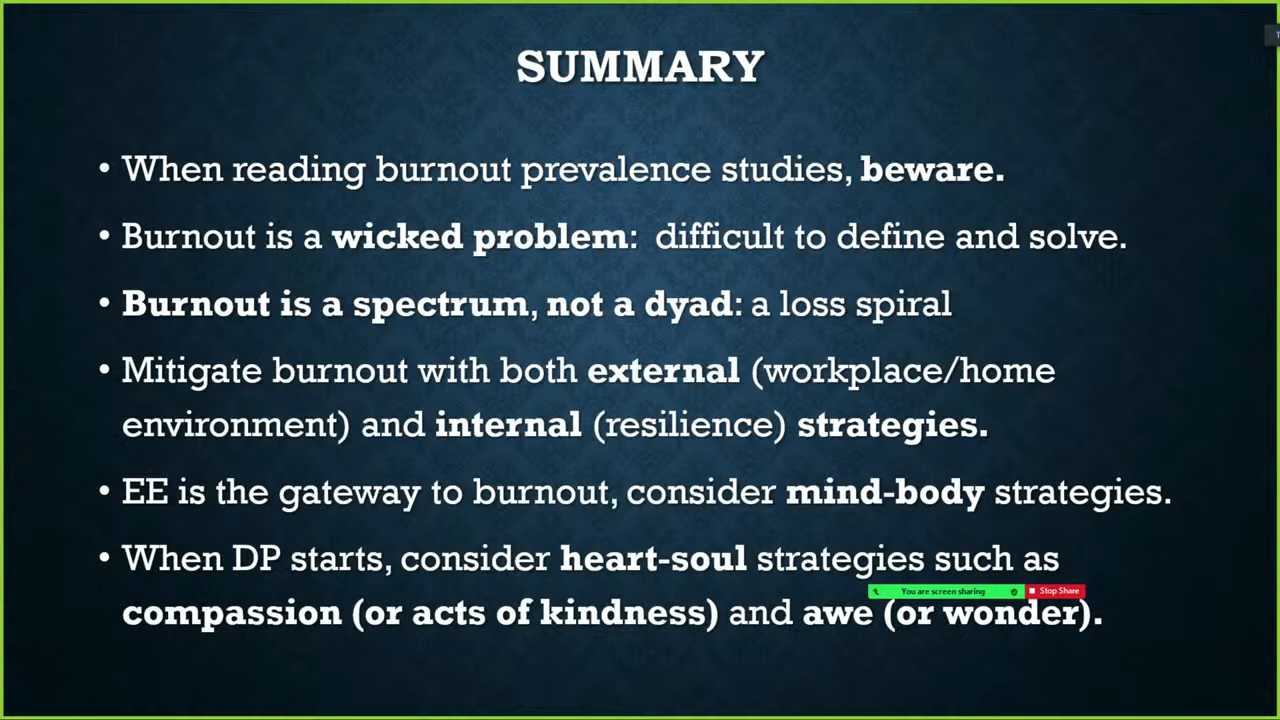 SUMMARY
• When reading burnout prevalence studies, beware.
• Burnout is a wicked problem:  difficult to define and solve.
• Burnout is a spectrum, not a dyad: a loss spiral
• Mitigate burnout with both external (workplace/home
environment) and internal (resilience) strategies.
• EE is the gateway to burnout, consider mind-body strategies.
• When DP starts, consider heart-soul strategies such as
You are screen sharing Stop Share
compassion (or acts of kindness) and awe (or wonder).